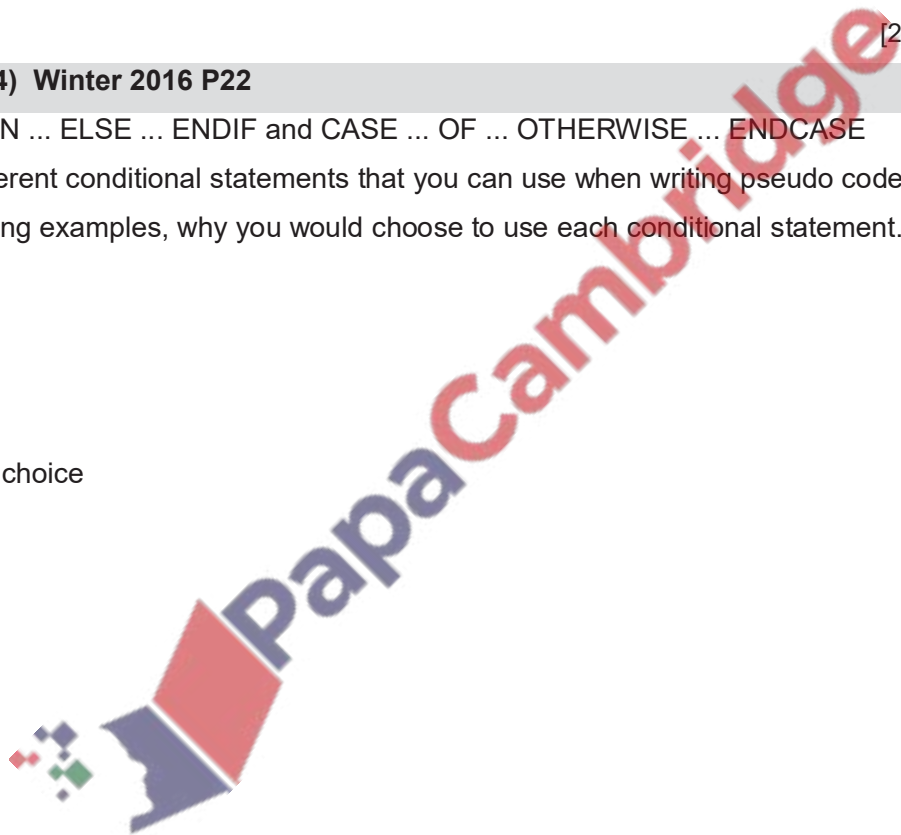 [2
4) Winter 2016 P22
N ... ELSE ... ENDIF and CASE ... OF ... OTHERWISE ... ENDCASE
erent conditional statements that you can use when writing pseudo code
ng examples, why you would choose to use each conditional statement.
choice
PapaCambridge